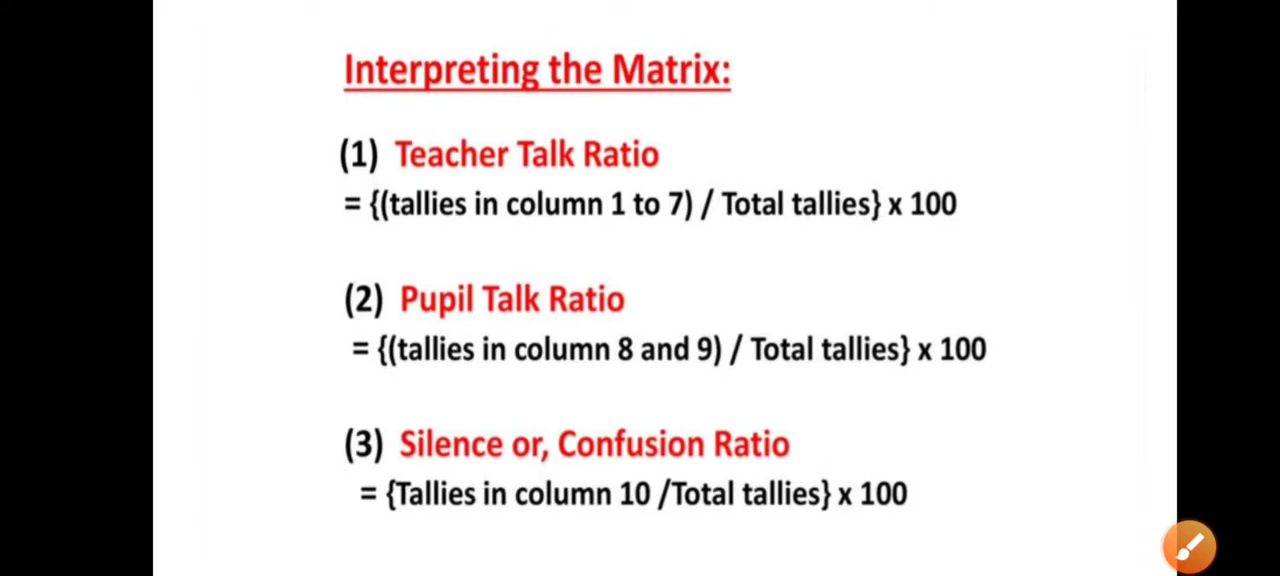 Interpreting the Matrix:
(1) Teacher Talk Ratio
= {(tallies in column 1 to 7) / Total tallies} x 100
(2) Pupil Talk Ratio
= {(tallies in column 8 and 9) / Total tallies} x 100
(3) Silence or, Confusion Ratio
= {Tallies in column 10 /Total tallies} x 100